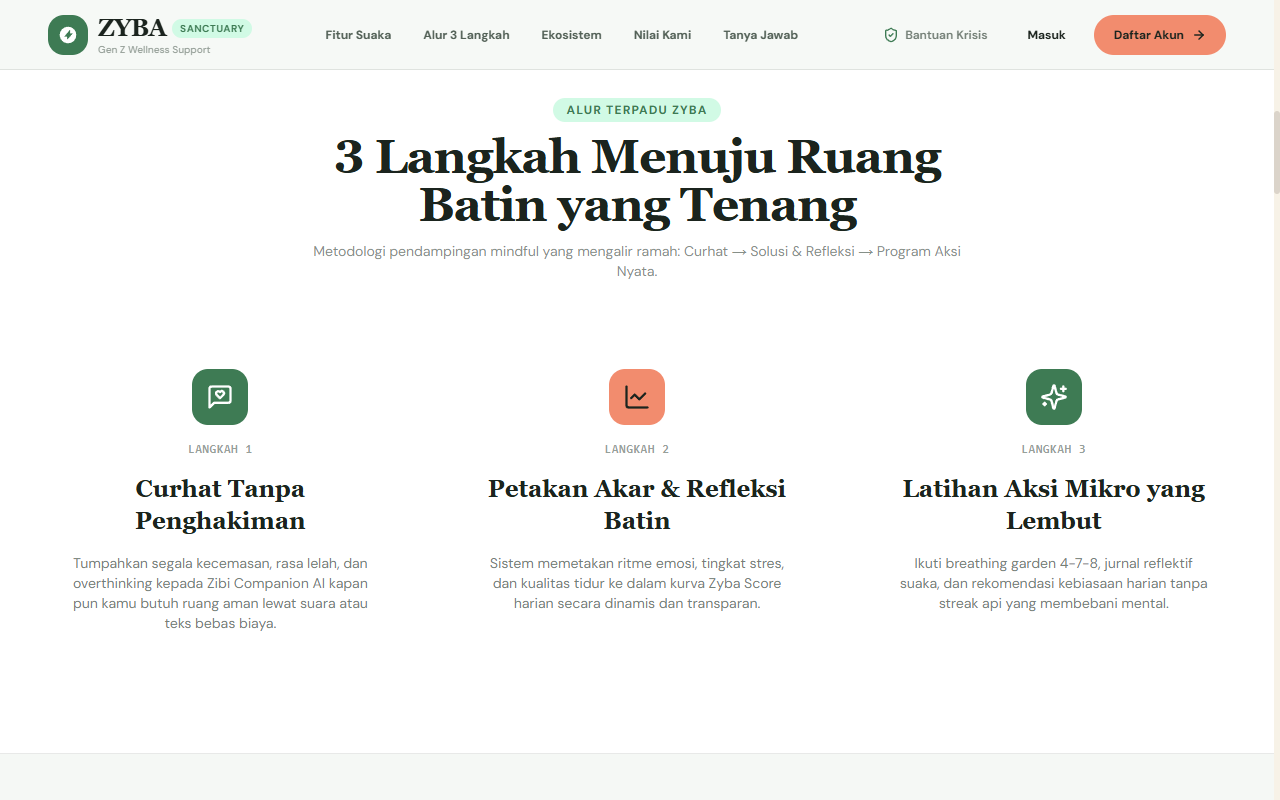 ZYBA SANCTUARY
Gen Z Wellness Support
Fitur Suaka
Alur 3 Langkah
Ekosistem
Nilai Kami
Tanya Jawab
Bantuan Krisis
Masuk
Daftar Akun →
ALUR TERPADU ZYBA
3 Langkah Menuju Ruang
Batin yang Tenang
Metodologi pendampingan mindful yang mengalir ramah: Curhat → Solusi & Refleksi → Program Aksi
Nyata.
LANGKAH 1
Curhat Tanpa
Penghakiman
Tumpahkan segala kecemasan, rasa lelah, dan
overthinking kepada Zibi Companion AI kapan
pun kamu butuh ruang aman lewat suara atau
teks bebas biaya.
LANGKAH 2
Petakan Akar & Refleksi
Batin
Sistem memetakan ritme emosi, tingkat stres,
dan kualitas tidur ke dalam kurva Zyba Score
harian secara dinamis dan transparan.
LANGKAH 3
Latihan Aksi Mikro yang
Lembut
Ikuti breathing garden 4-7-8, jurnal reflektif
suaka, dan rekomendasi kebiasaan harian tanpa
streak api yang membebani mental.